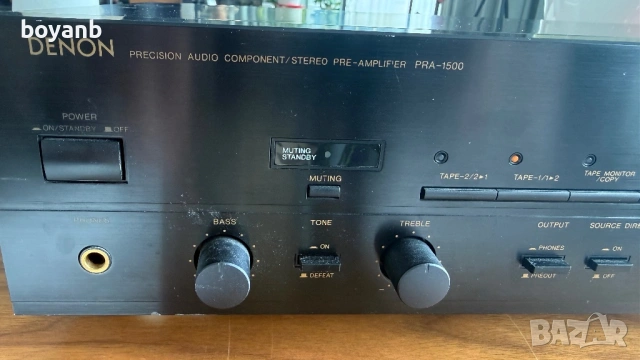 boyanb
DENON
PRECISION AUDIO COMPONENT/STEREO PRE-AMPLIFIER PRA-1500
POWER
ON/STANDBY OFF
MUTING
STANDBY
MUTING
TAPE-2/2▸1
TAPE-1/1▸2
TAPE MONITOR
/COPY
BASS
TONE
ON
DEFEAT
TREBLE
OUTPUT
PHONES
PREOUT
SOURCE DIRE
ON
OFF
BAZAR
bg